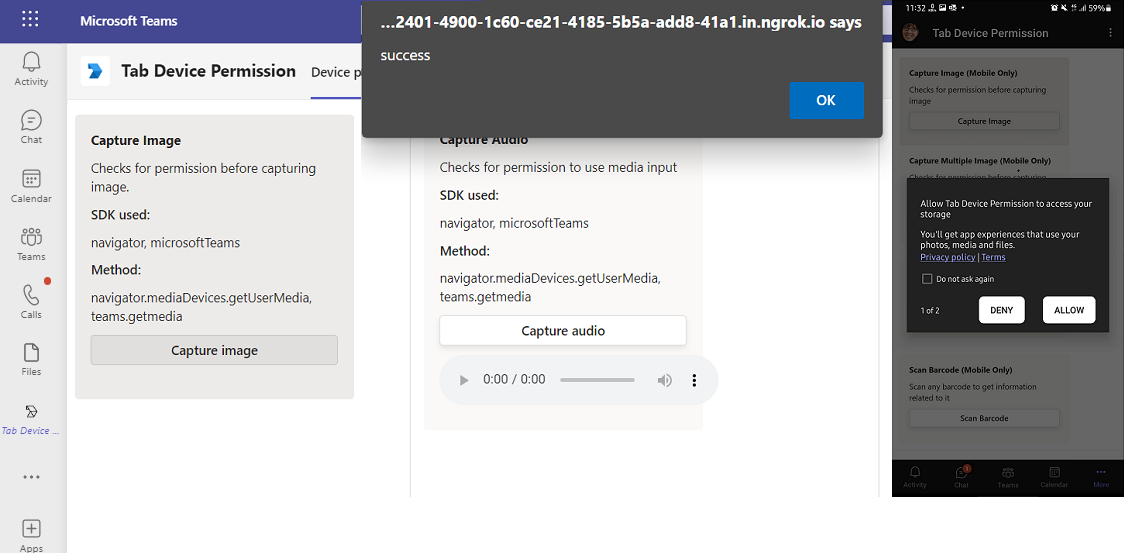 Microsoft Teams
...2401-4900-1c60-ce21-4185-5b5a-add8-41a1.in.ngrok.io says
success
OK
Activity
Chat
Calendar
Teams
Calls
Files
Tab Device ...
Apps
Tab Device Permission
Device p
Capture Image
Checks for permission before capturing
image.
SDK used:
navigator, microsoftTeams
Method:
navigator.mediaDevices.getUserMedia,
teams.getmedia
Capture image
Capture Audio
Checks for permission to use media input
SDK used:
navigator, microsoftTeams
Method:
navigator.mediaDevices.getUserMedia,
teams.getmedia
Capture audio
0:00 / 0:00
11:32
59%
Tab Device Permission
Capture Image (Mobile Only)
Checks for permission before capturing
image
Capture Image
Capture Multiple Image (Mobile Only)
Checks for permission before capturing
Allow Tab Device Permission to access your
storage
You'll get app experiences that use your
photos, media and files.
Privacy policy | Terms
Do not ask again
1 of 2
DENY
ALLOW
Scan Barcode (Mobile Only)
Scan any barcode to get information
related to it
Scan Barcode
1
Activity
Chat
Teams
Calendar
More